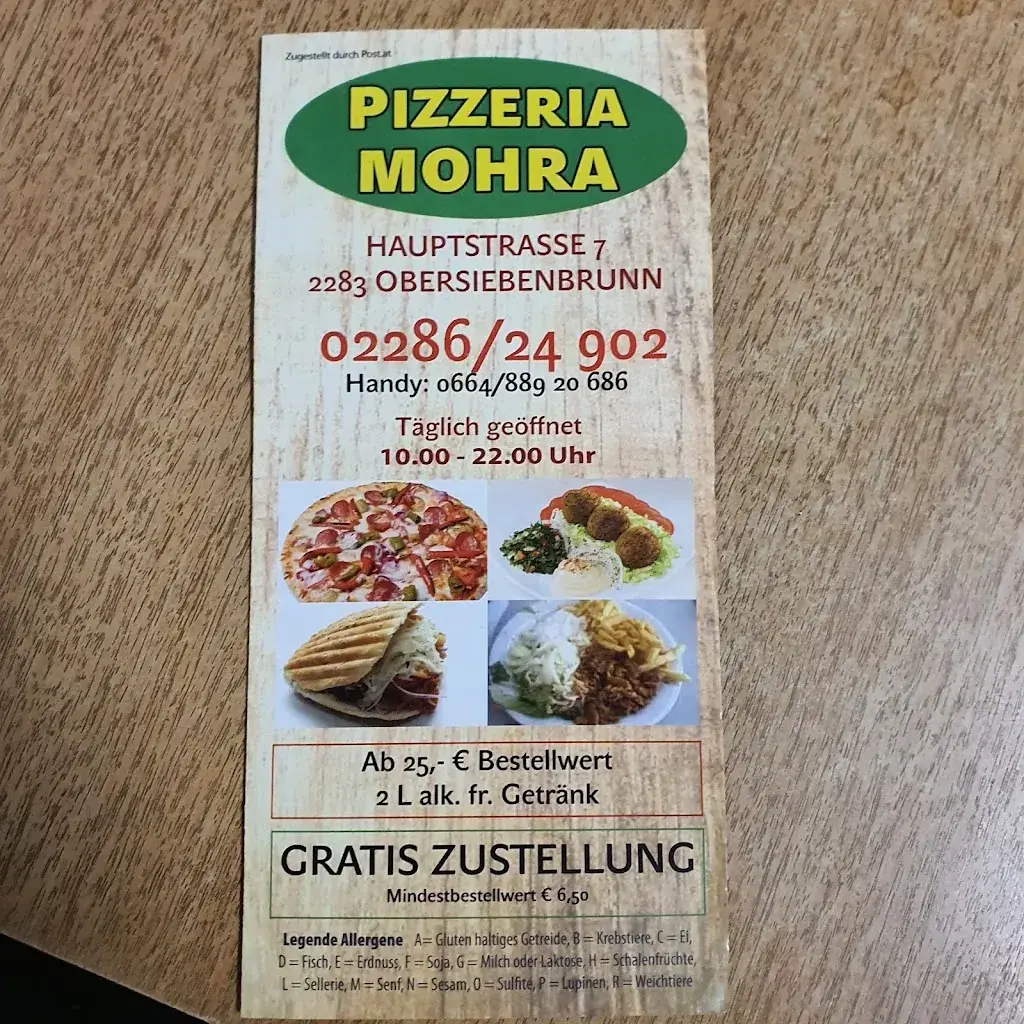 Zugestellt durch Post.at
PIZZERIA
MOHRA
HAUPTSTRASSE 7
2283 OBERSIEBENBRUNN
02286/24 902
Handy: 0664/889 20 686
Täglich geöffnet
10.00 - 22.00 Uhr
Ab 25,- € Bestellwert
2 L alk. fr. Getränk
GRATIS ZUSTELLUNG
Mindestbestellwert € 6,50
Legende Allergene A= Gluten haltiges Getreide, B = Krebstiere, C = Ei,
D = Fisch, E = Erdnuss, F = Soja, G = Milch oder Laktose, H = Schalenfrüchte,
L = Sellerie, M = Senf, N = Sesam, O = Sulfite, P = Lupinen, R = Weichtiere